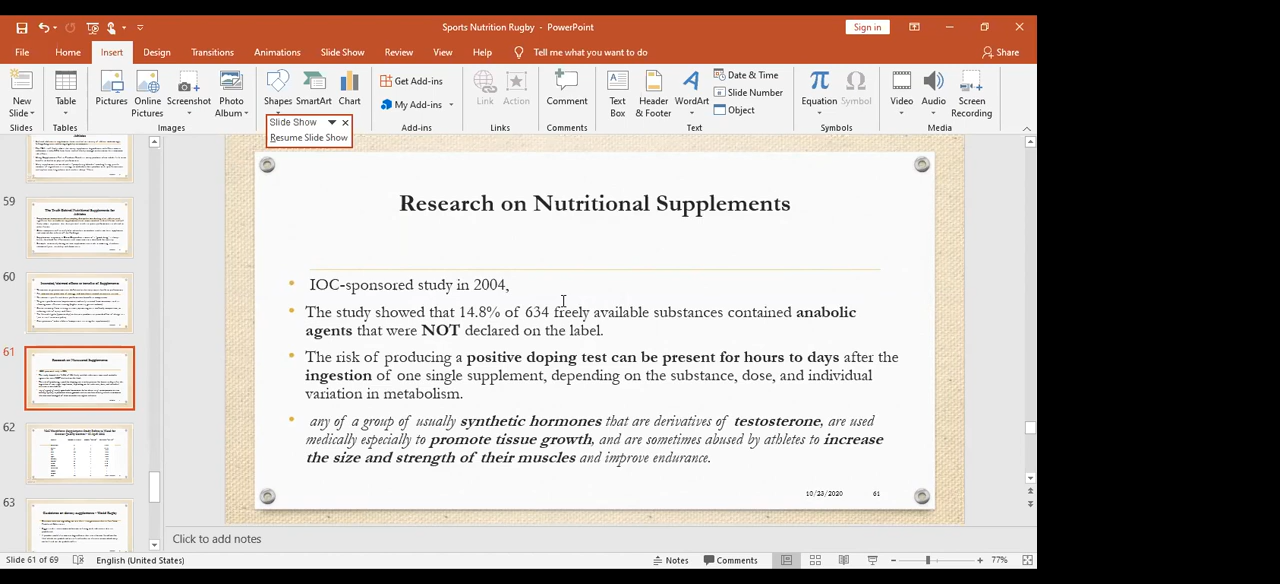 Sports Nutrition Rugby - PowerPoint
Sign in
File Home Insert Design Transitions Animations Slide Show Review View Help Tell me what you want to do Share
New Slide
Table
Pictures
Online Pictures
Screenshot
Photo Album
Shapes
SmartArt
Chart
Get Add-ins
My Add-ins
Link
Action
Comment
Text Box
Header & Footer
WordArt
Date & Time
Slide Number
Object
Equation
Symbol
Video
Audio
Screen Recording
Slides Tables Images Add-ins Links Comments Text Symbols Media
Slide Show
Resume Slide Show
59
60
61
62
63
Research on Nutritional Supplements
IOC-sponsored study in 2004,
The study showed that 14.8% of 634 freely available substances contained anabolic
agents that were NOT declared on the label.
The risk of producing a positive doping test can be present for hours to days after the
ingestion of one single supplement, depending on the substance, dose, and individual
variation in metabolism.
any of a group of usually synthetic hormones that are derivatives of testosterone, are used
medically especially to promote tissue growth, and are sometimes abused by athletes to increase
the size and strength of their muscles and improve endurance.
10/23/2020 61
Click to add notes
Slide 61 of 69 English (United States) Notes Comments 77%